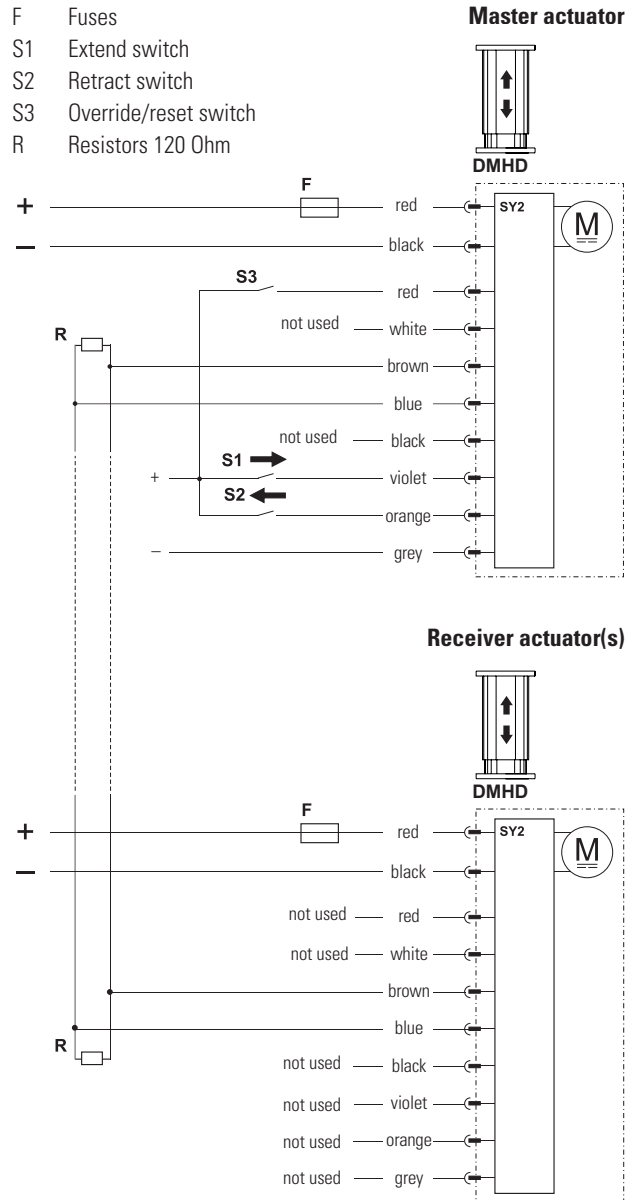 F Fuses
S1 Extend switch
S2 Retract switch
S3 Override/reset switch
R Resistors 120 Ohm
Master actuator
DMHD
+ F red SY2 M
− black
S3 red
not used white
R
brown
blue
not used black
S1 violet
+
S2
orange
− grey
Receiver actuator(s)
DMHD
+ F red SY2 M
− black
not used red
not used white
brown
blue
R
not used black
not used violet
not used orange
not used grey